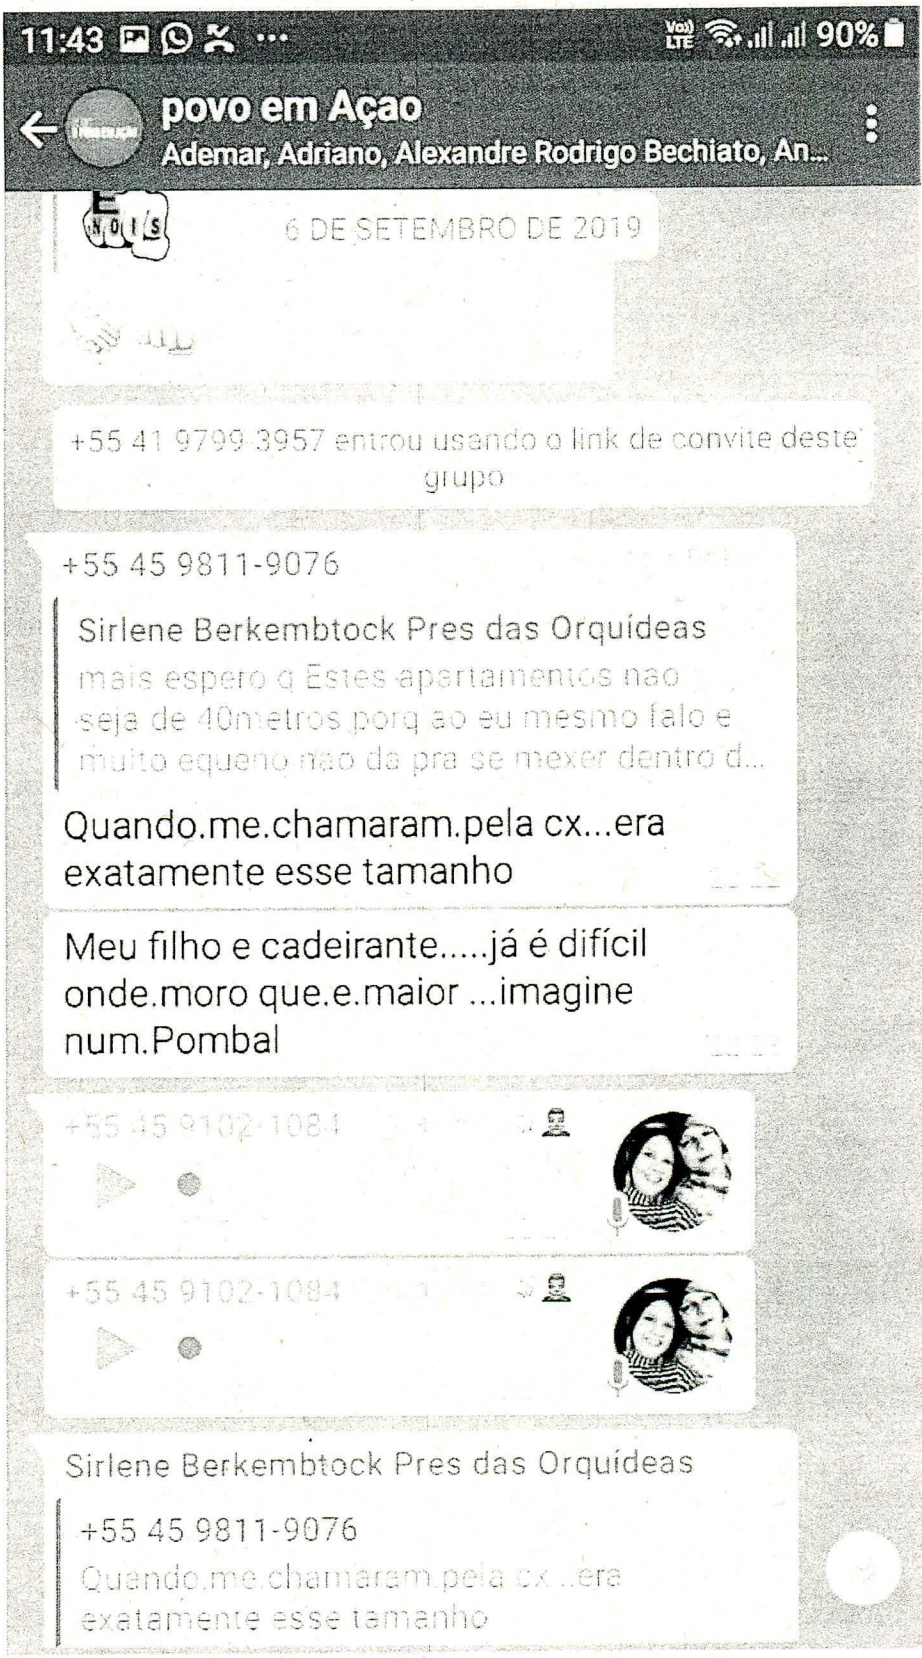 11:43 ... Vo) LTE 90%
povo em Açao
Ademar, Adriano, Alexandre Rodrigo Bechiato, An...
E
NOIS
6 DE SETEMBRO DE 2019
+55 41 9799-3957 entrou usando o link de convite deste
grupo
+55 45 9811-9076
Sirlene Berkembtock Pres das Orquídeas
mais espero q Estes apartamentos nao
seja de 40metros porq ao eu mesmo falo e
muito equeno nao da pra se mexer dentro d...
Quando.me.chamaram.pela cx...era
exatamente esse tamanho
Meu filho e cadeirante.....já é difícil
onde.moro que.e.maior ...imagine
num.Pombal
+55 45 9102-1084
+55 45 9102-1084
Sirlene Berkembtock Pres das Orquídeas
+55 45 9811-9076
Quando.me.chamaram.pela cx...era
exatamente esse tamanho